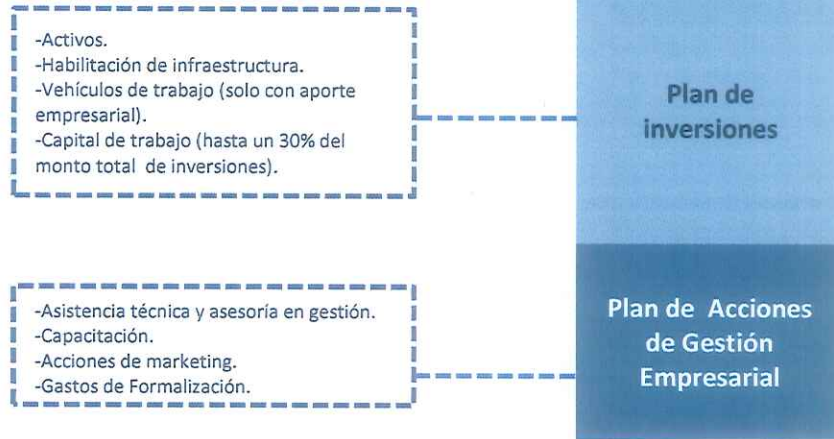 -Activos.
-Habilitación de infraestructura.
-Vehículos de trabajo (solo con aporte
empresarial).
-Capital de trabajo (hasta un 30% del
monto total de inversiones).
Plan de
inversiones
-Asistencia técnica y asesoría en gestión.
-Capacitación.
-Acciones de marketing.
-Gastos de Formalización.
Plan de Acciones
de Gestión
Empresarial